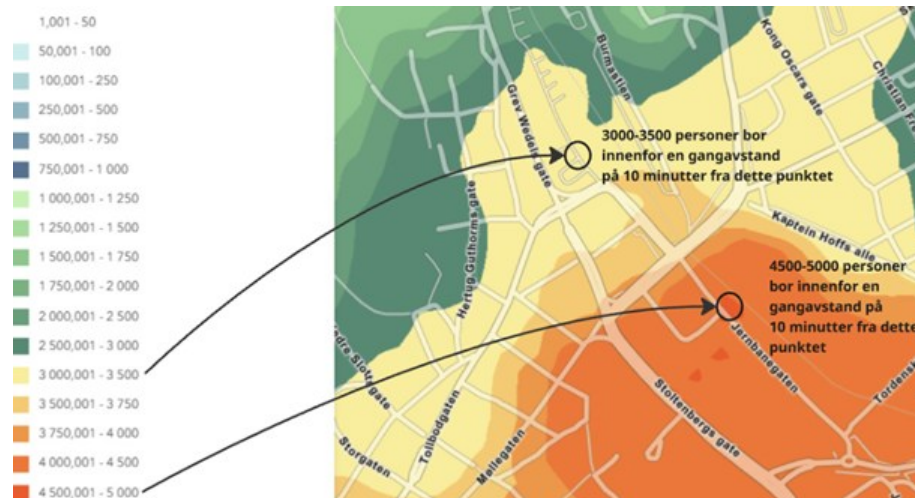 1,001 - 50
50,001 - 100
100,001 - 250
250,001 - 500
500,001 - 750
750,001 - 1 000
1 000,001 - 1 250
1 250,001 - 1 500
1 500,001 - 1 750
1 750,001 - 2 000
2 000,001 - 2 500
2 500,001 - 3 000
3 000,001 - 3 500
3 500,001 - 3 750
3 750,001 - 4 000
4 000,001 - 4 500
4 500,001 - 5 000
Grev Wedels gate
Burmastien
Kong Oscars gate
Christian Fr
3000-3500 personer bor
innenfor en gangavstand
på 10 minutter fra dette punktet
Hertug Guthorms gate
Kaptein Hoffs alle
4500-5000 personer
bor innenfor en
gangavstand på
10 minutter fra dette
punktet
Slottsgate
Storgaten
Tollbodgaten
Møllegaten
Stoltenbergs gate
Jernbanegaten
Tordensk